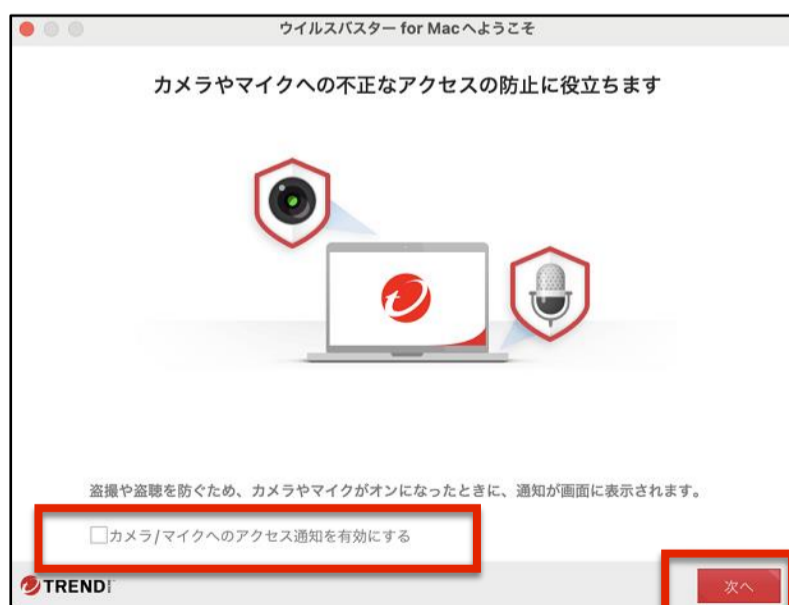 ウイルスバスター for Mac へようこそ
カメラやマイクへの不正なアクセスの防止に役立ちます
盗撮や盗聴を防ぐため、カメラやマイクがオンになったときに、通知が画面に表示されます。
カメラ/マイクへのアクセス通知を有効にする
TREND
次へ